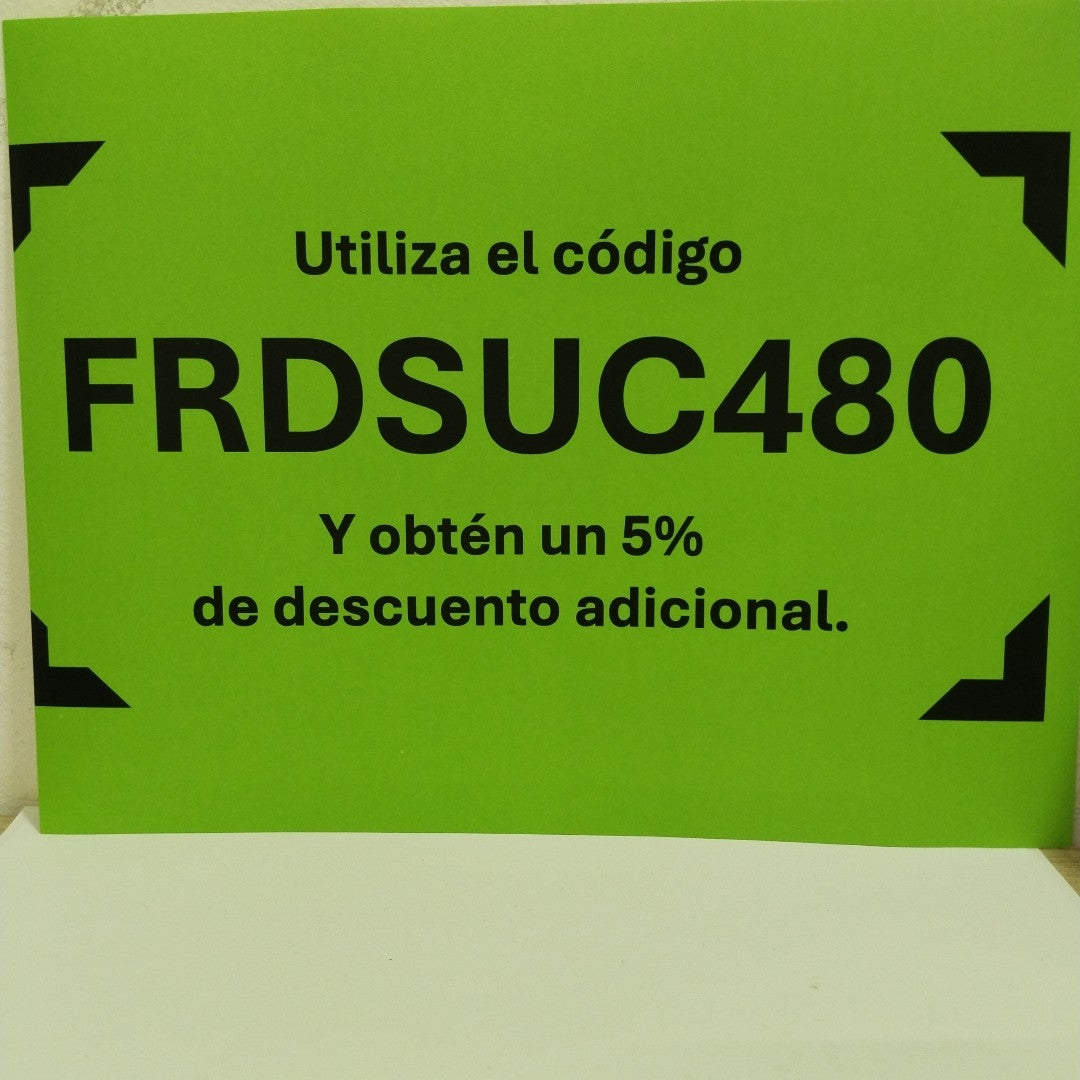 Utiliza el código
FRDSUC480
Y obtén un 5%
de descuento adicional.